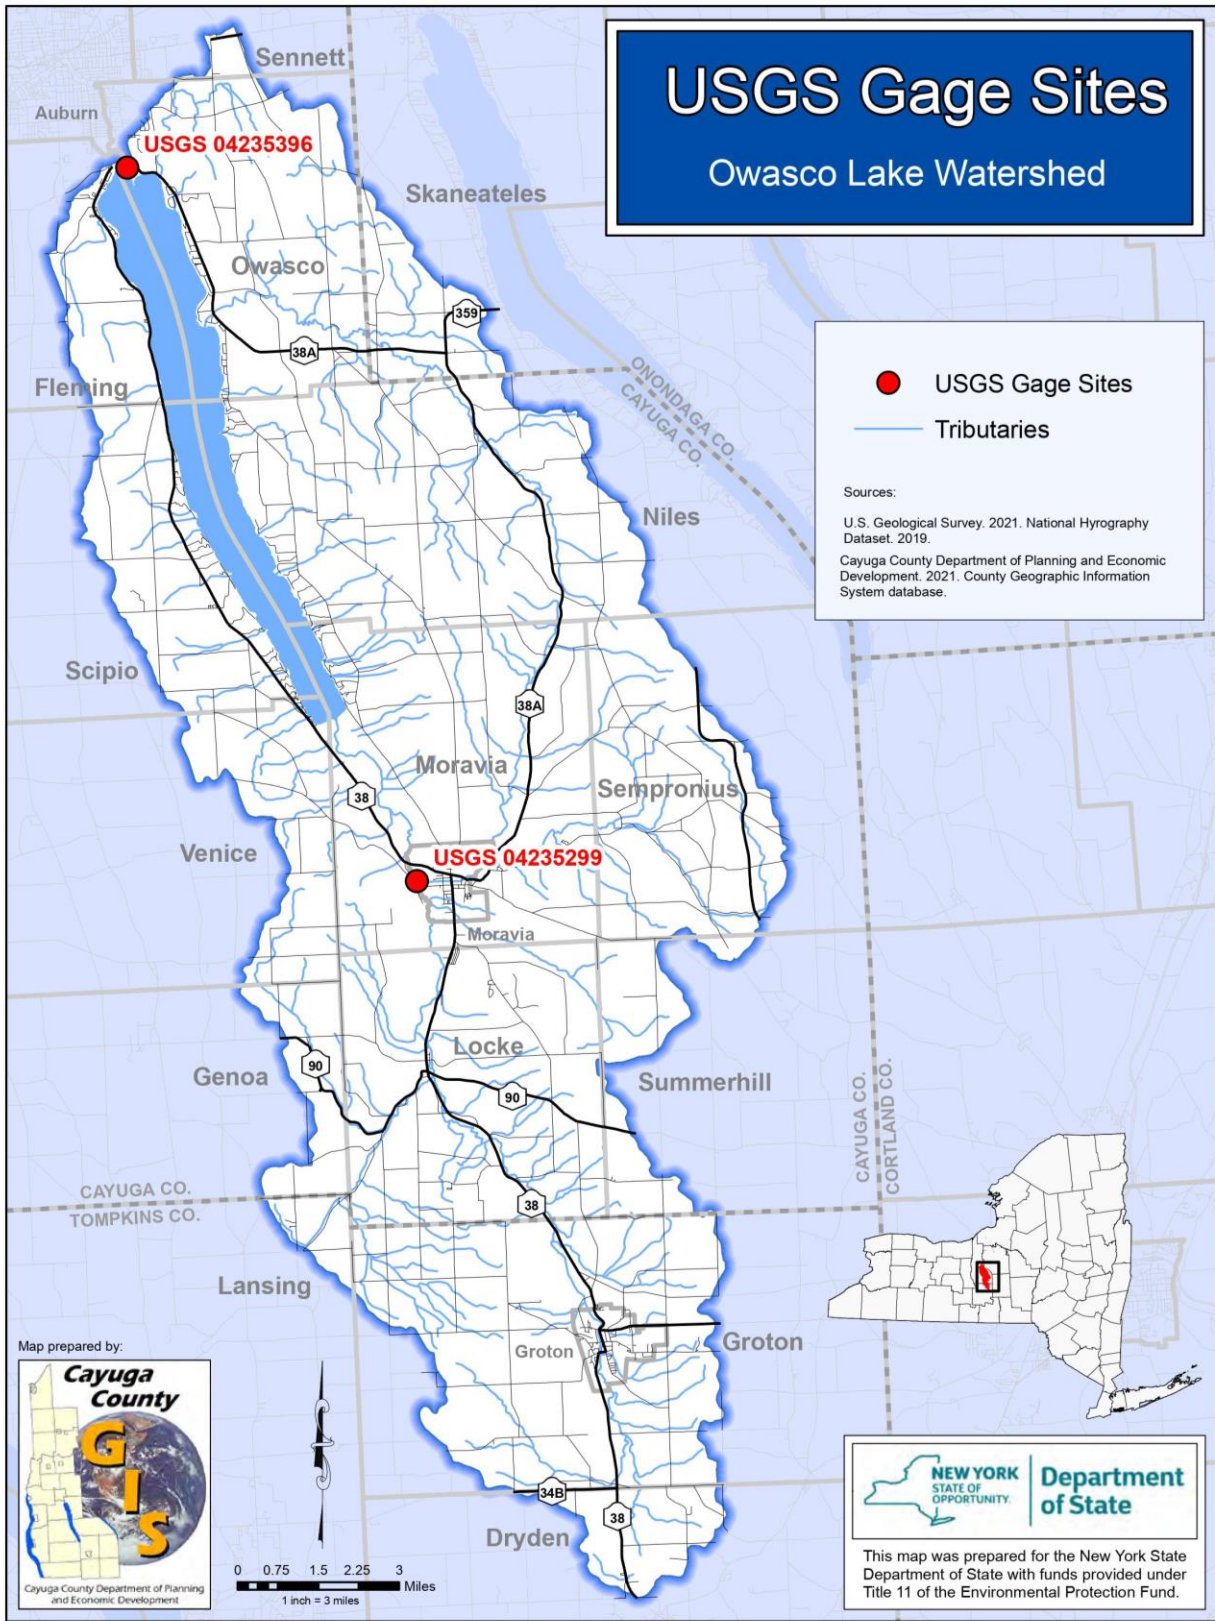 USGS Gage Sites
Owasco Lake Watershed
Sennett
Auburn
USGS 04235396
Skaneateles
Owasco
359
38A
Fleming
ONONDAGA CO.
CAYUGA CO.
USGS Gage Sites
Tributaries
Sources:
U.S. Geological Survey. 2021. National Hyrography
Dataset. 2019.
Cayuga County Department of Planning and Economic
Development. 2021. County Geographic Information
System database.
Niles
Scipio
38A
Moravia
Sempronius
38
Venice
USGS 04235299
Moravia
Locke
90
Genoa
90
Summerhill
CAYUGA CO.
CORTLAND CO.
CAYUGA CO.
TOMPKINS CO.
38
Lansing
Groton
Groton
34B
38
Dryden
Map prepared by:
Cayuga
County
GIS
Cayuga County Department of Planning
and Economic Development
0 0.75 1.5 2.25 3
Miles
1 inch = 3 miles
NEW YORK
STATE OF
OPPORTUNITY.
Department
of State
This map was prepared for the New York State
Department of State with funds provided under
Title 11 of the Environmental Protection Fund.